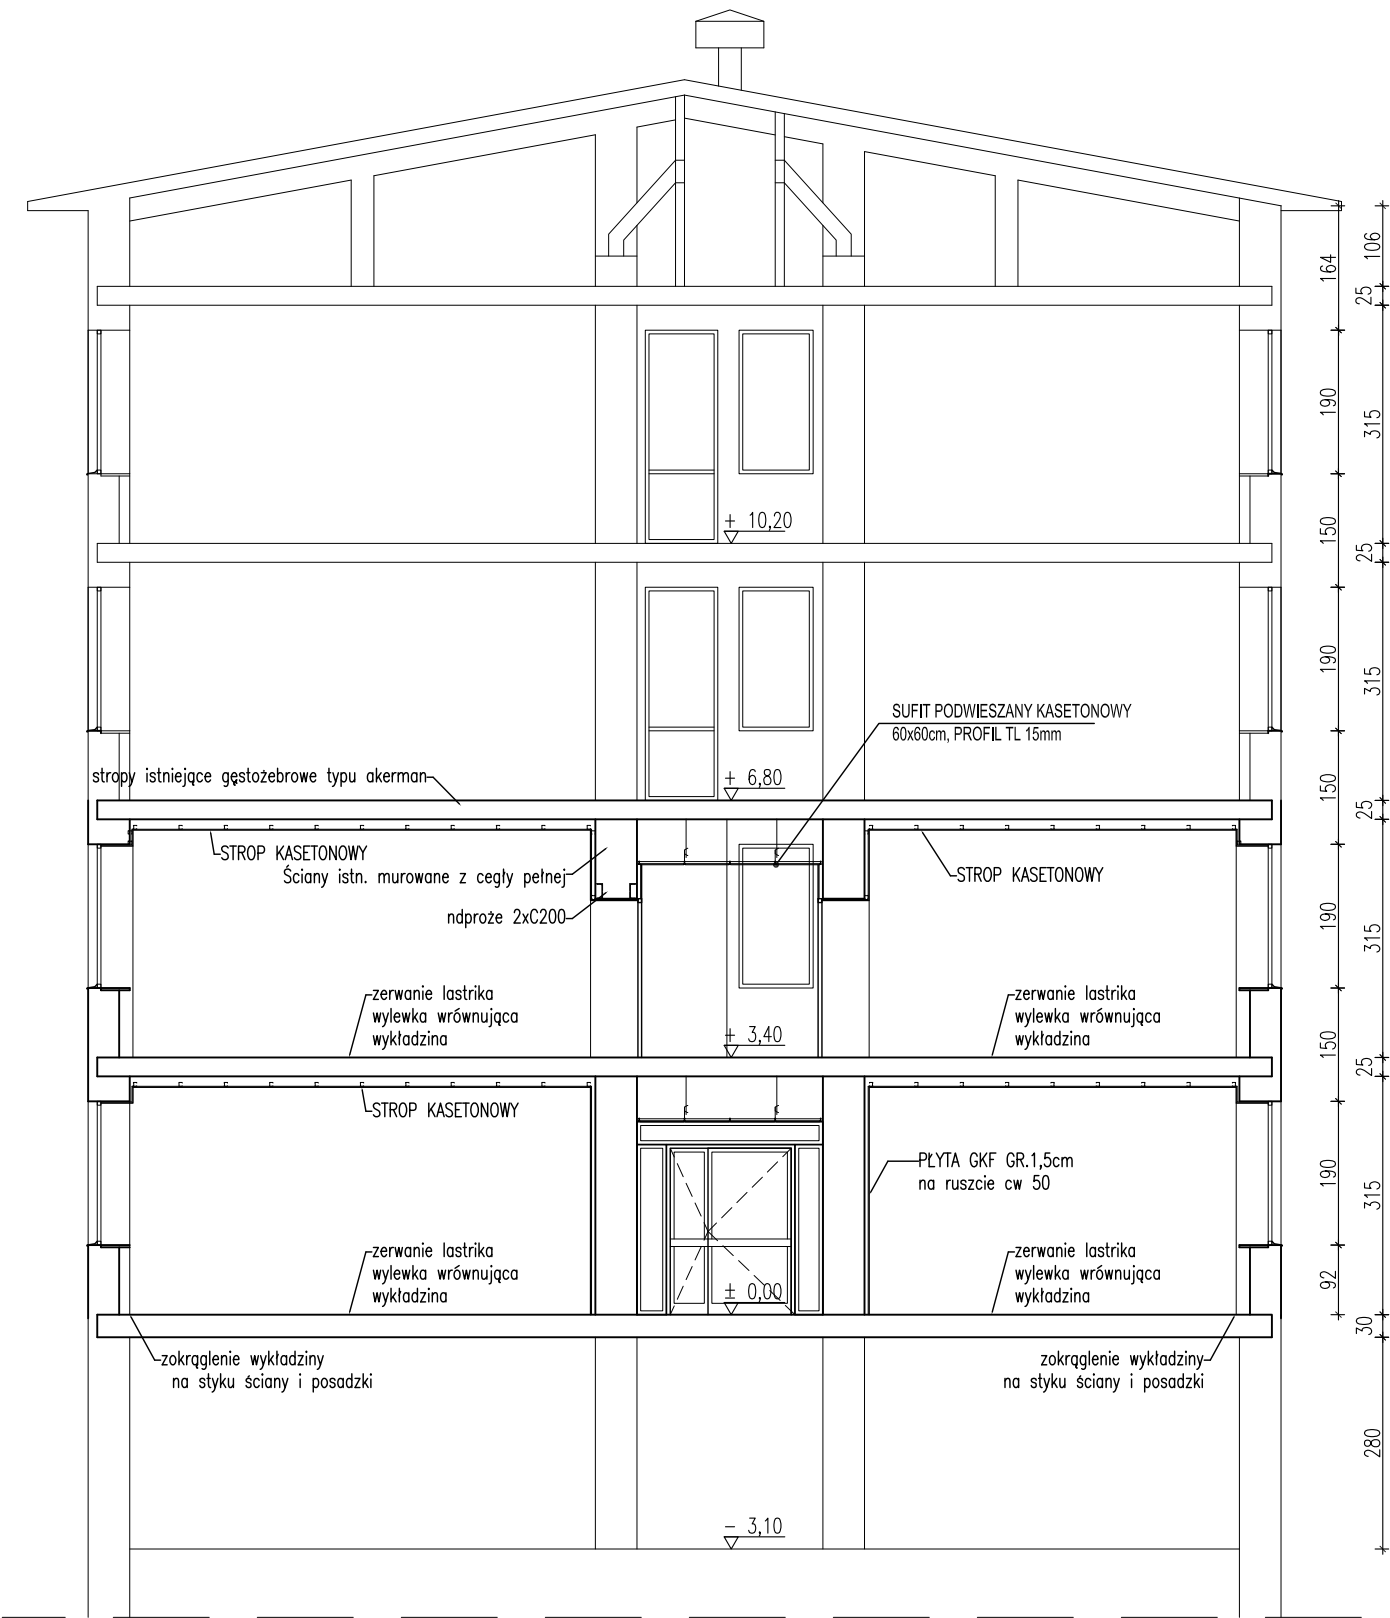 106
164
25
190
315
+ 10,20
150
25
190
315
SUFIT PODWIESZANY KASETONOWY
60x60cm, PROFIL TL 15mm
stropy istniejące gęstożebrowe typu akerman
+ 6,80
150
25
STROP KASETONOWY
Ściany istn. murowane z cegły pełnej
STROP KASETONOWY
ndproże 2xC200
190
315
zerwanie lastrika
wylewka wrównująca
wykładzina
zerwanie lastrika
wylewka wrównująca
wykładzina
+ 3,40
150
25
STROP KASETONOWY
PŁYTA GKF GR.1,5cm
na ruszcie cw 50
190
315
zerwanie lastrika
wylewka wrównująca
wykładzina
zerwanie lastrika
wylewka wrównująca
wykładzina
± 0,00
92
30
zokrąglenie wykładziny
na styku ściany i posadzki
zokrąglenie wykładziny
na styku ściany i posadzki
280
- 3,10